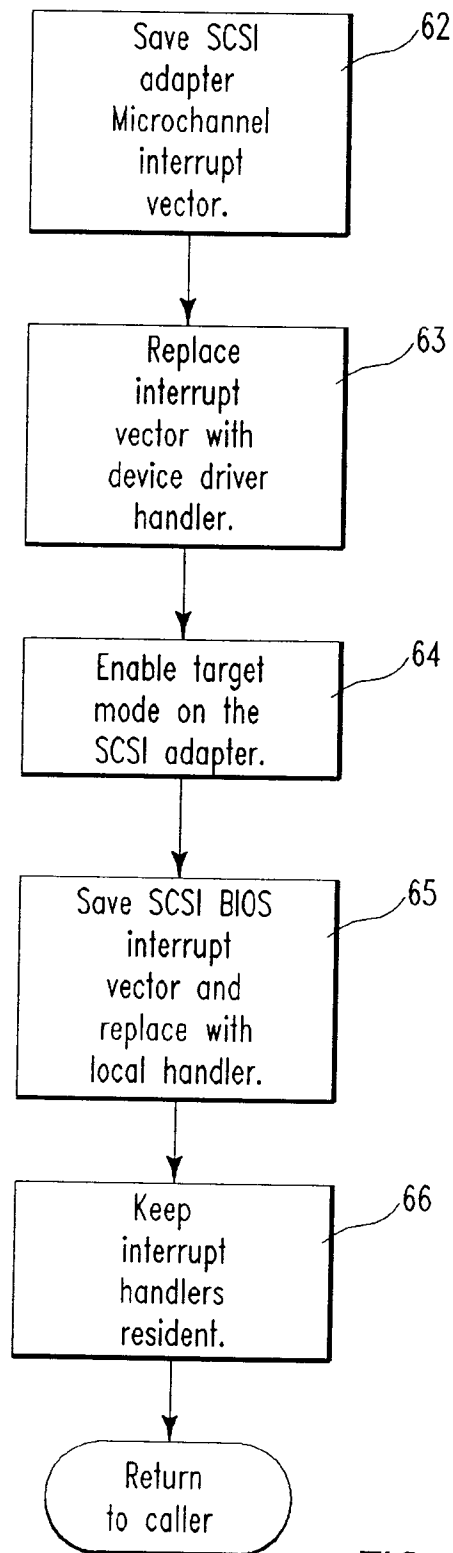 Save SCSI
adapter
Microchannel
interrupt
vector.
62
Replace
interrupt
vector with
device driver
handler.
63
Enable target
mode on the
SCSI adapter.
64
Save SCSI BIOS
interrupt
vector and
replace with
local handler.
65
Keep
interrupt
handlers
resident.
66
Return
to caller